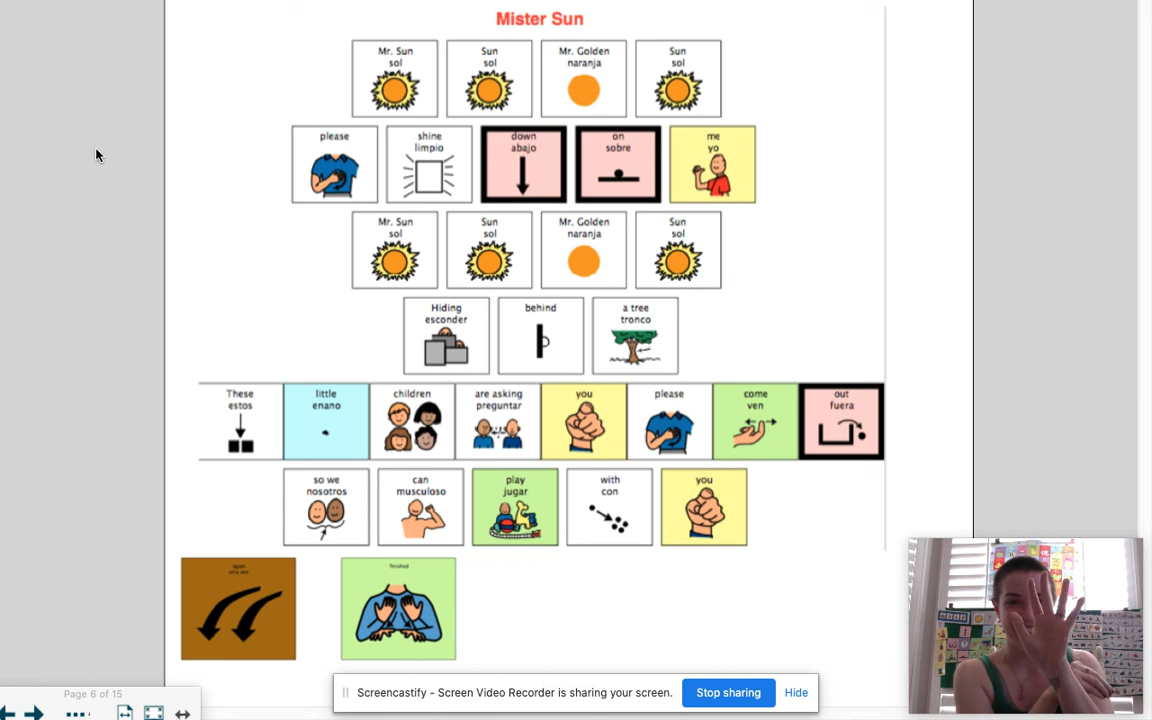 Mister Sun
Mr. Sun
sol
Sun
sol
Mr. Golden
naranja
Sun
sol
please
shine
limpio
down
abajo
on
sobre
me
yo
Mr. Sun
sol
Sun
sol
Mr. Golden
naranja
Sun
sol
Hiding
esconder
behind
a tree
tronco
These
estos
little
enano
children
are asking
preguntar
you
please
come
ven
out
fuera
so we
nosotros
can
musculoso
play
jugar
with
con
you
again
otra vez
finished
Screencastify - Screen Video Recorder is sharing your screen.
Stop sharing
Hide
Page 6 of 15